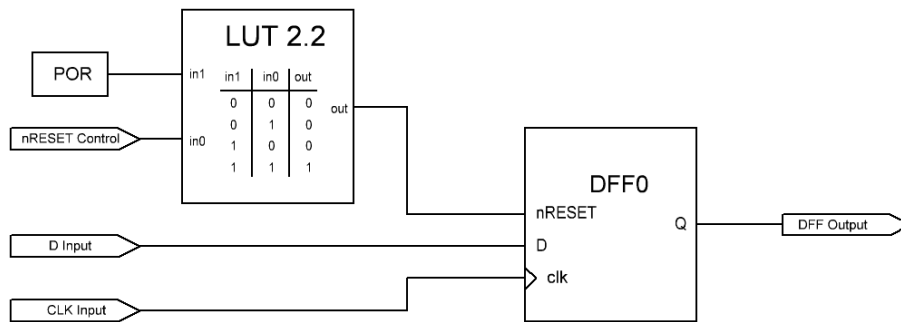 LUT 2.2
POR
in1
in1 in0 out
0 0 0
0 1 0
1 0 0
1 1 1
out
nRESET Control
in0
DFF0
nRESET
D Input
D
Q
DFF Output
clk
CLK Input